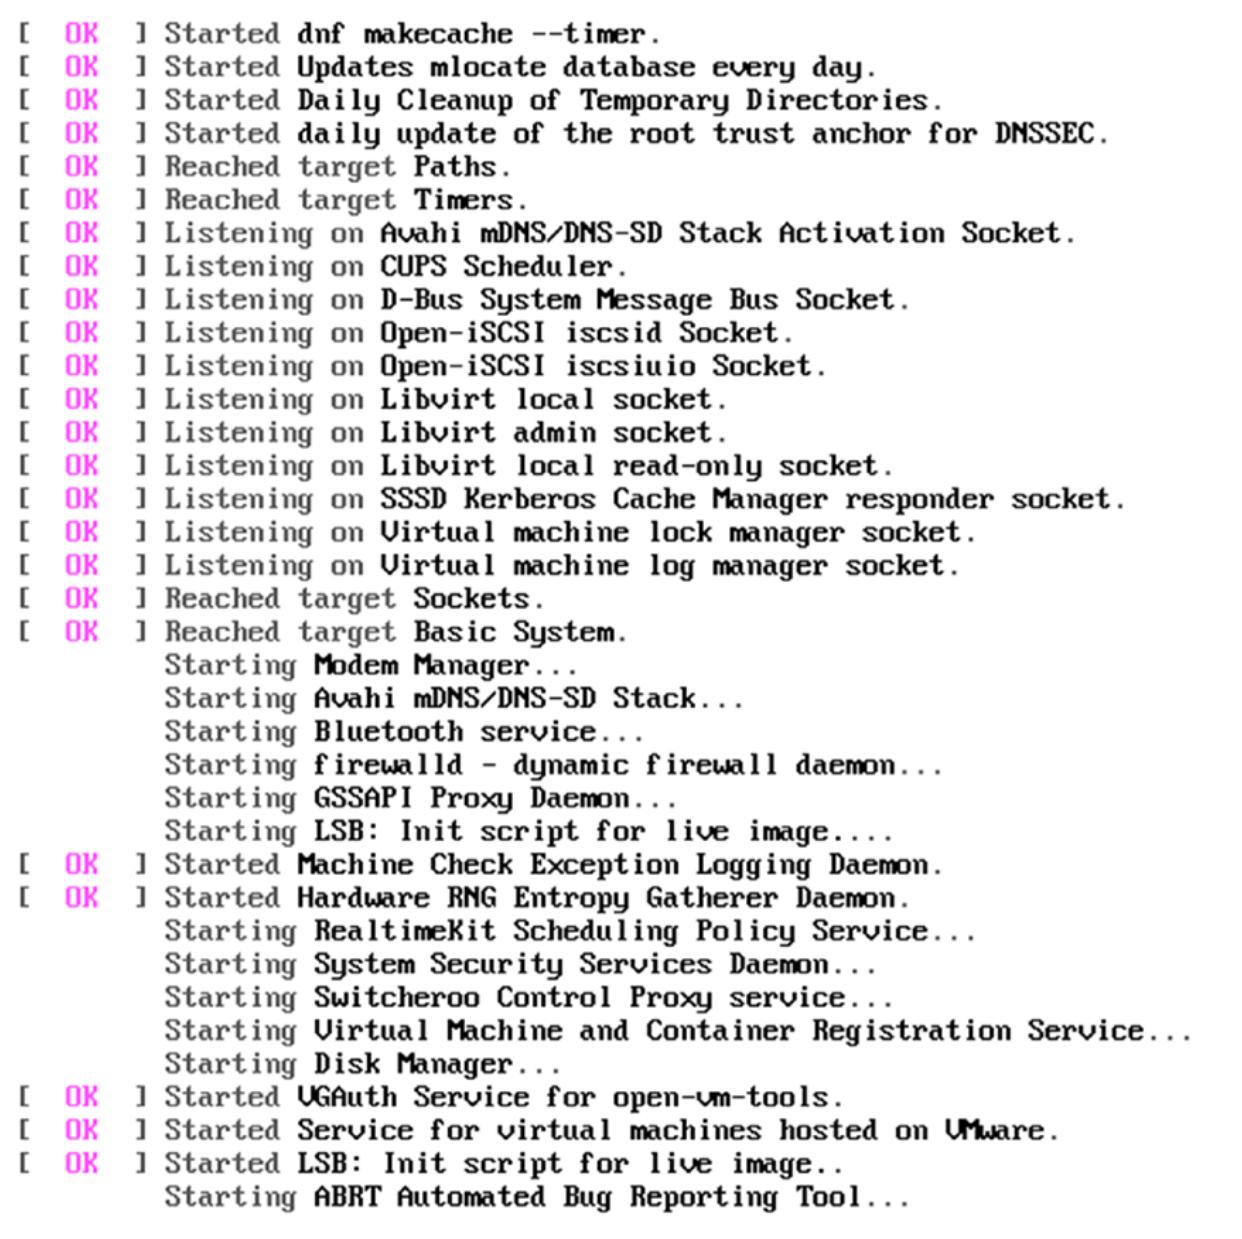 [  OK  ] Started dnf makecache --timer.
[  OK  ] Started Updates mlocate database every day.
[  OK  ] Started Daily Cleanup of Temporary Directories.
[  OK  ] Started daily update of the root trust anchor for DNSSEC.
[  OK  ] Reached target Paths.
[  OK  ] Reached target Timers.
[  OK  ] Listening on Avahi mDNS/DNS-SD Stack Activation Socket.
[  OK  ] Listening on CUPS Scheduler.
[  OK  ] Listening on D-Bus System Message Bus Socket.
[  OK  ] Listening on Open-iSCSI iscsid Socket.
[  OK  ] Listening on Open-iSCSI iscsiuio Socket.
[  OK  ] Listening on Libvirt local socket.
[  OK  ] Listening on Libvirt admin socket.
[  OK  ] Listening on Libvirt local read-only socket.
[  OK  ] Listening on SSSD Kerberos Cache Manager responder socket.
[  OK  ] Listening on Virtual machine lock manager socket.
[  OK  ] Listening on Virtual machine log manager socket.
[  OK  ] Reached target Sockets.
[  OK  ] Reached target Basic System.
Starting Modem Manager...
Starting Avahi mDNS/DNS-SD Stack...
Starting Bluetooth service...
Starting firewalld - dynamic firewall daemon...
Starting GSSAPI Proxy Daemon...
Starting LSB: Init script for live image....
[  OK  ] Started Machine Check Exception Logging Daemon.
[  OK  ] Started Hardware RNG Entropy Gatherer Daemon.
Starting RealtimeKit Scheduling Policy Service...
Starting System Security Services Daemon...
Starting Switcheroo Control Proxy service...
Starting Virtual Machine and Container Registration Service...
Starting Disk Manager...
[  OK  ] Started VGAuth Service for open-vm-tools.
[  OK  ] Started Service for virtual machines hosted on VMware.
[  OK  ] Started LSB: Init script for live image..
Starting ABRT Automated Bug Reporting Tool...